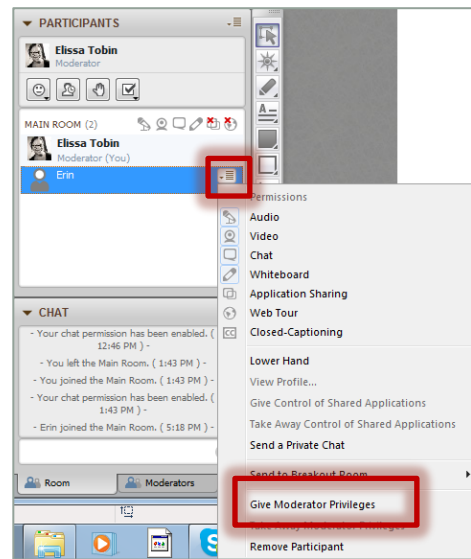 PARTICIPANTS
Elissa Tobin
Moderator
MAIN ROOM (2)
Elissa Tobin
Moderator (You)
Erin
Permissions
Audio
Video
Chat
Whiteboard
Application Sharing
Web Tour
CC Closed-Captioning
Lower Hand
View Profile...
Give Control of Shared Applications
Take Away Control of Shared Applications
Send a Private Chat
Send to Breakout Room
Give Moderator Privileges
Take Away Moderator Privileges
Remove Participant
CHAT
- Your chat permission has been enabled. (
12:46 PM ) -
- You left the Main Room. ( 1:43 PM ) -
- You joined the Main Room. ( 1:43 PM ) -
- Your chat permission has been enabled. (
1:43 PM ) -
- Erin joined the Main Room. ( 5:18 PM ) -
Room
Moderators